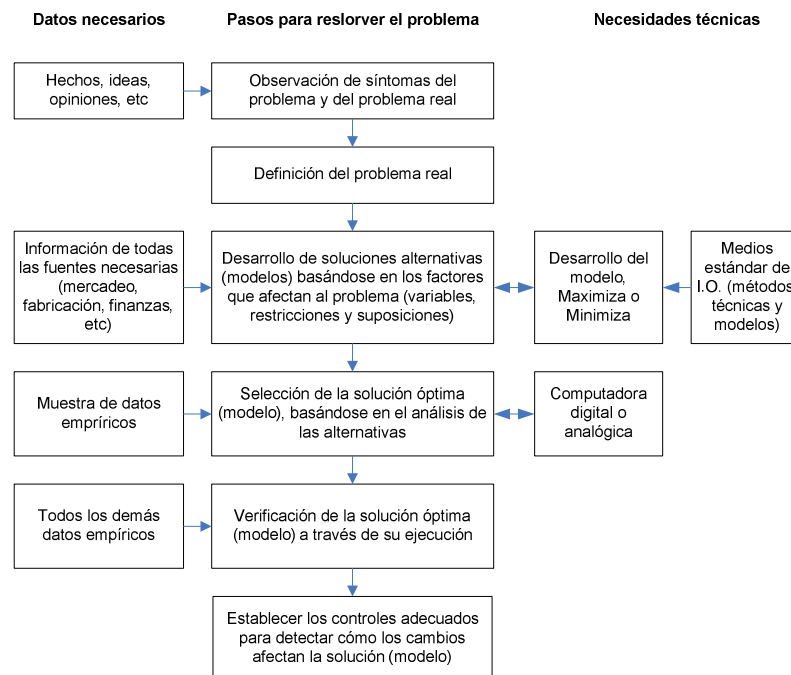 Datos necesarios
Pasos para reslorver el problema
Necesidades técnicas
Hechos, ideas,
opiniones, etc
Observación de síntomas del
problema y del problema real
Definición del problema real
Información de todas
las fuentes necesarias
(mercadeo,
fabricación, finanzas,
etc)
Desarrollo de soluciones alternativas
(modelos) basándose en los factores
que afectan al problema (variables,
restricciones y suposiciones)
Desarrollo del
modelo,
Maximiza o
Minimiza
Medios
estándar de
I.O. (métodos
técnicas y
modelos)
Muestra de datos
empríricos
Selección de la solución óptima
(modelo), basándose en el análisis de
las alternativas
Computadora
digital o
analógica
Todos los demás
datos empíricos
Verificación de la solución óptima
(modelo) a través de su ejecución
Establecer los controles adecuados
para detectar cómo los cambios
afectan la solución (modelo)